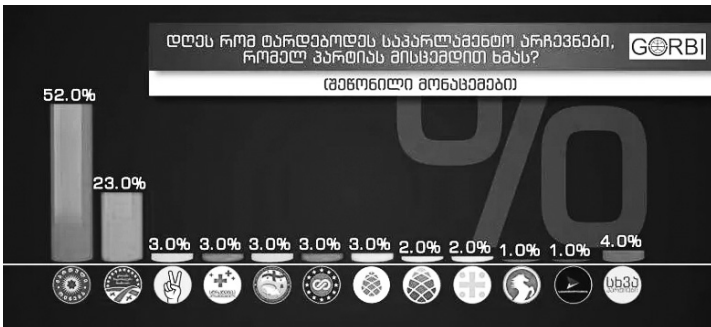 დღეს რომ ტარდებოდეს საპარლამენტო არჩევნები,
რომელ პარტიას მისცემდით ხმას?
GORBI
(შეწონილი მონაცემები)
%
52.0%
23.0%
3.0% 3.0% 3.0% 3.0% 3.0% 2.0% 2.0% 1.0% 1.0% 4.0%
სხვა